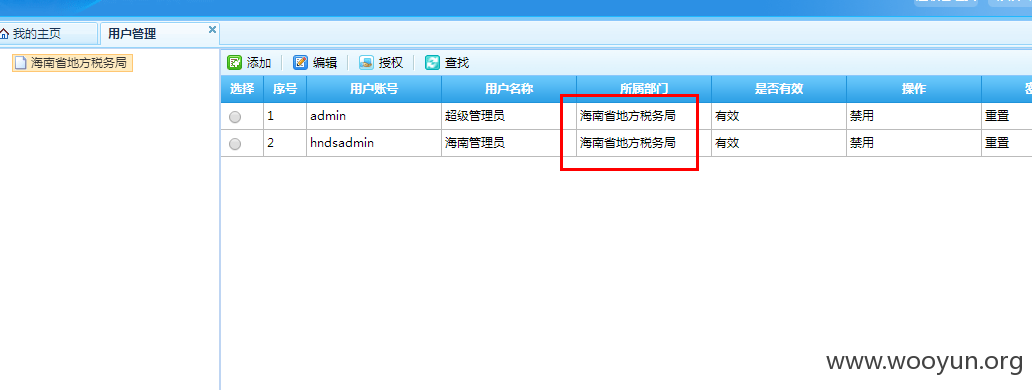 我的主页 用户管理
海南省地方税务局
添加 编辑 授权 查找
选择 序号 用户账号 用户名称 所属部门 是否有效 操作
1 admin 超级管理员 海南省地方税务局 有效 禁用 重置
2 hndsadmin 海南管理员 海南省地方税务局 有效 禁用 重置
www.wooyun.org